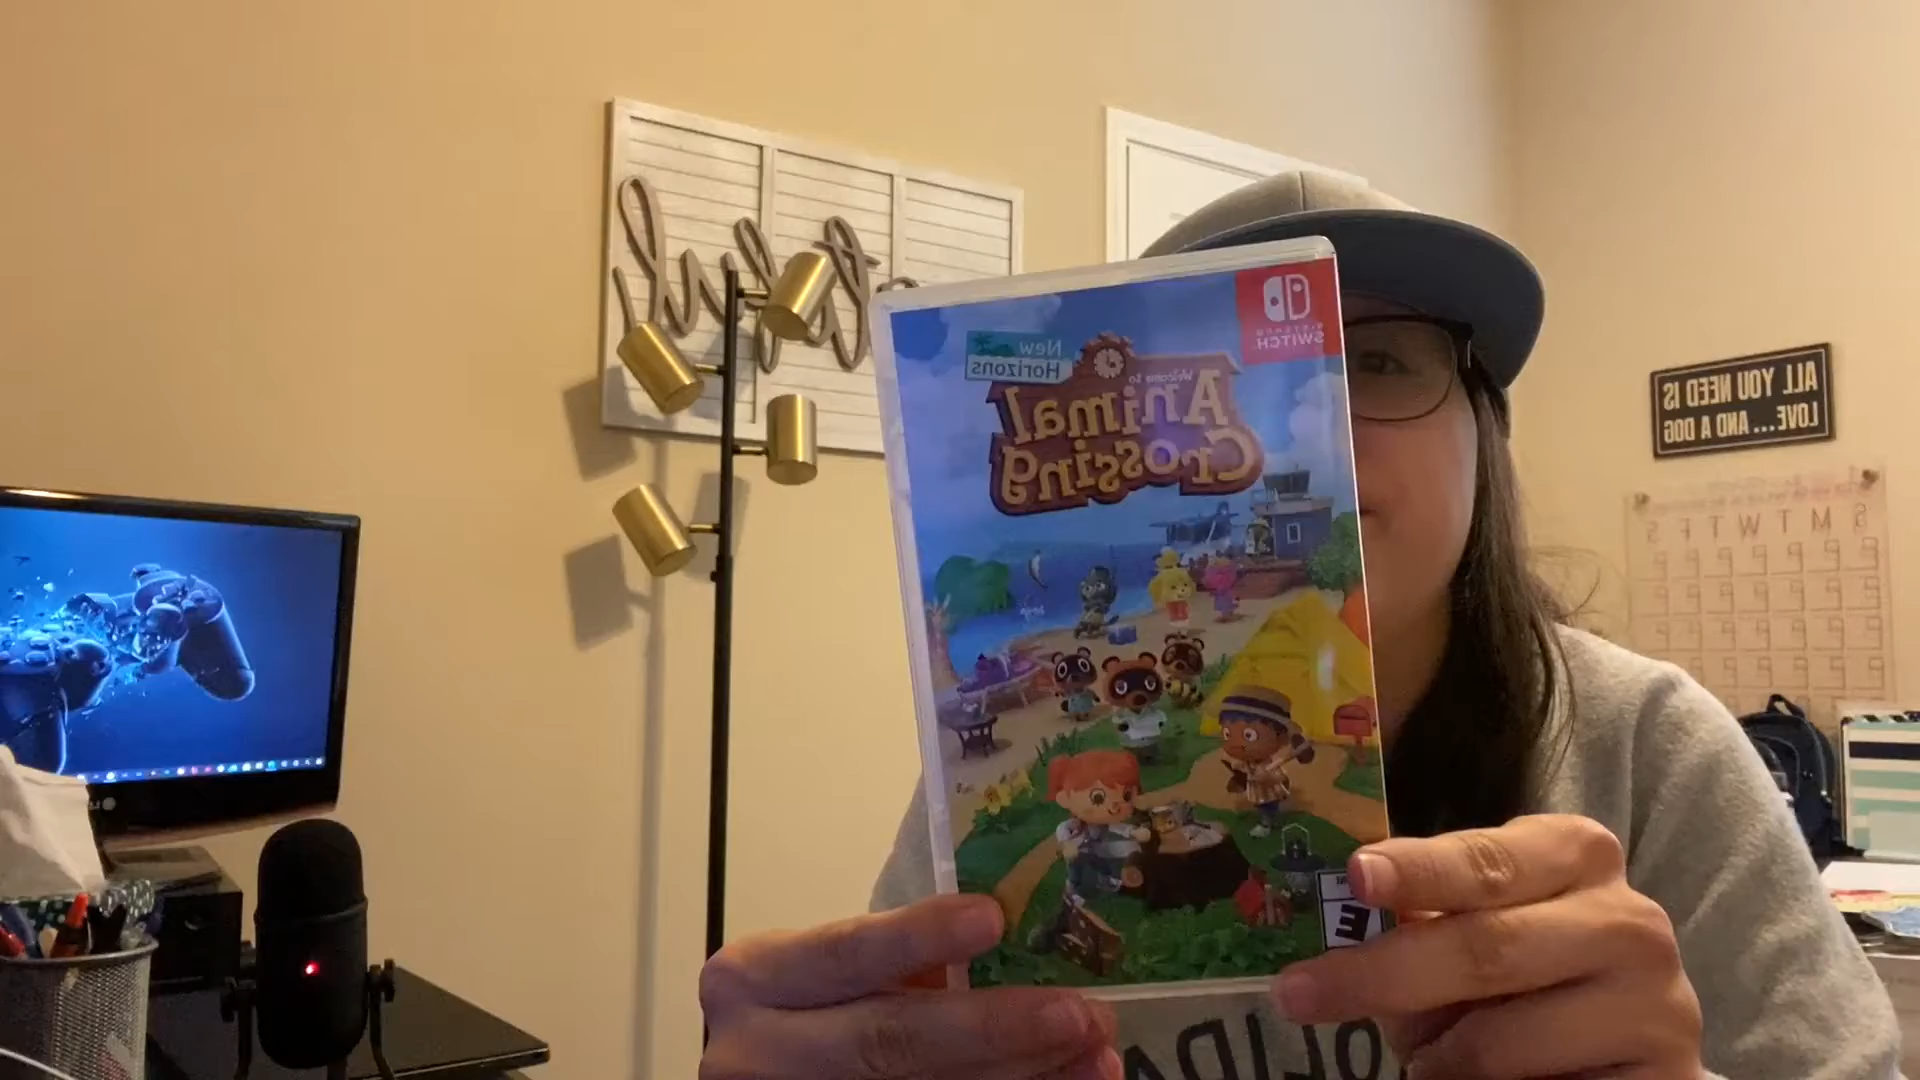 NINTENDO
SWITCH
New
Horizons
Welcome to
Animal
Crossing
ALL YOU NEED IS
LOVE...AND A DOG
S M T W T F S
E